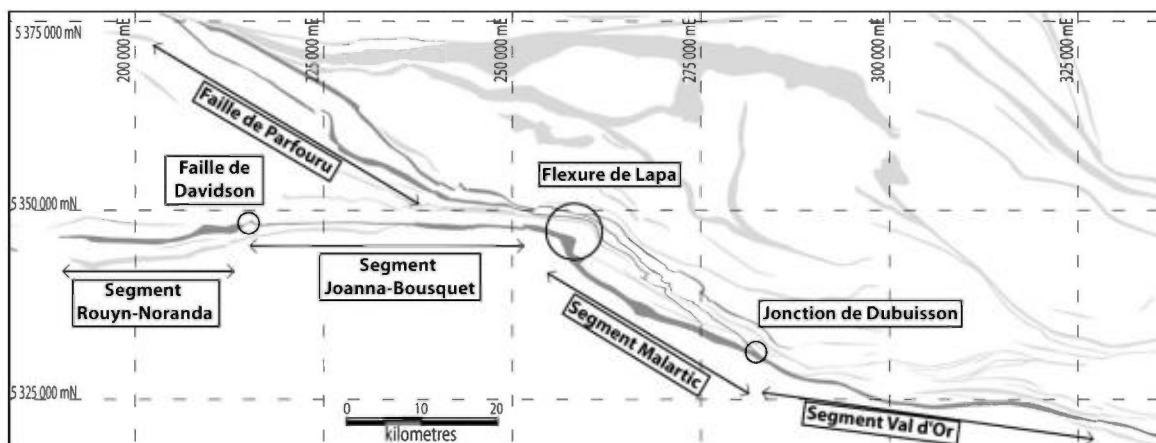 5 375 000 mN
200 000 mE
225 000 mE
250 000 mE
275 000 mE
300 000 mE
325 000 mE
Faille de Parfouru
Faille de
Davidson
Flexure de Lapa
5 350 000 mN
Segment
Rouyn-Noranda
Segment
Joanna-Bousquet
Segment Malartic
Jonction de Dubuisson
5 325 000 mN
0 10 20
kilometres
Segment Val d'Or